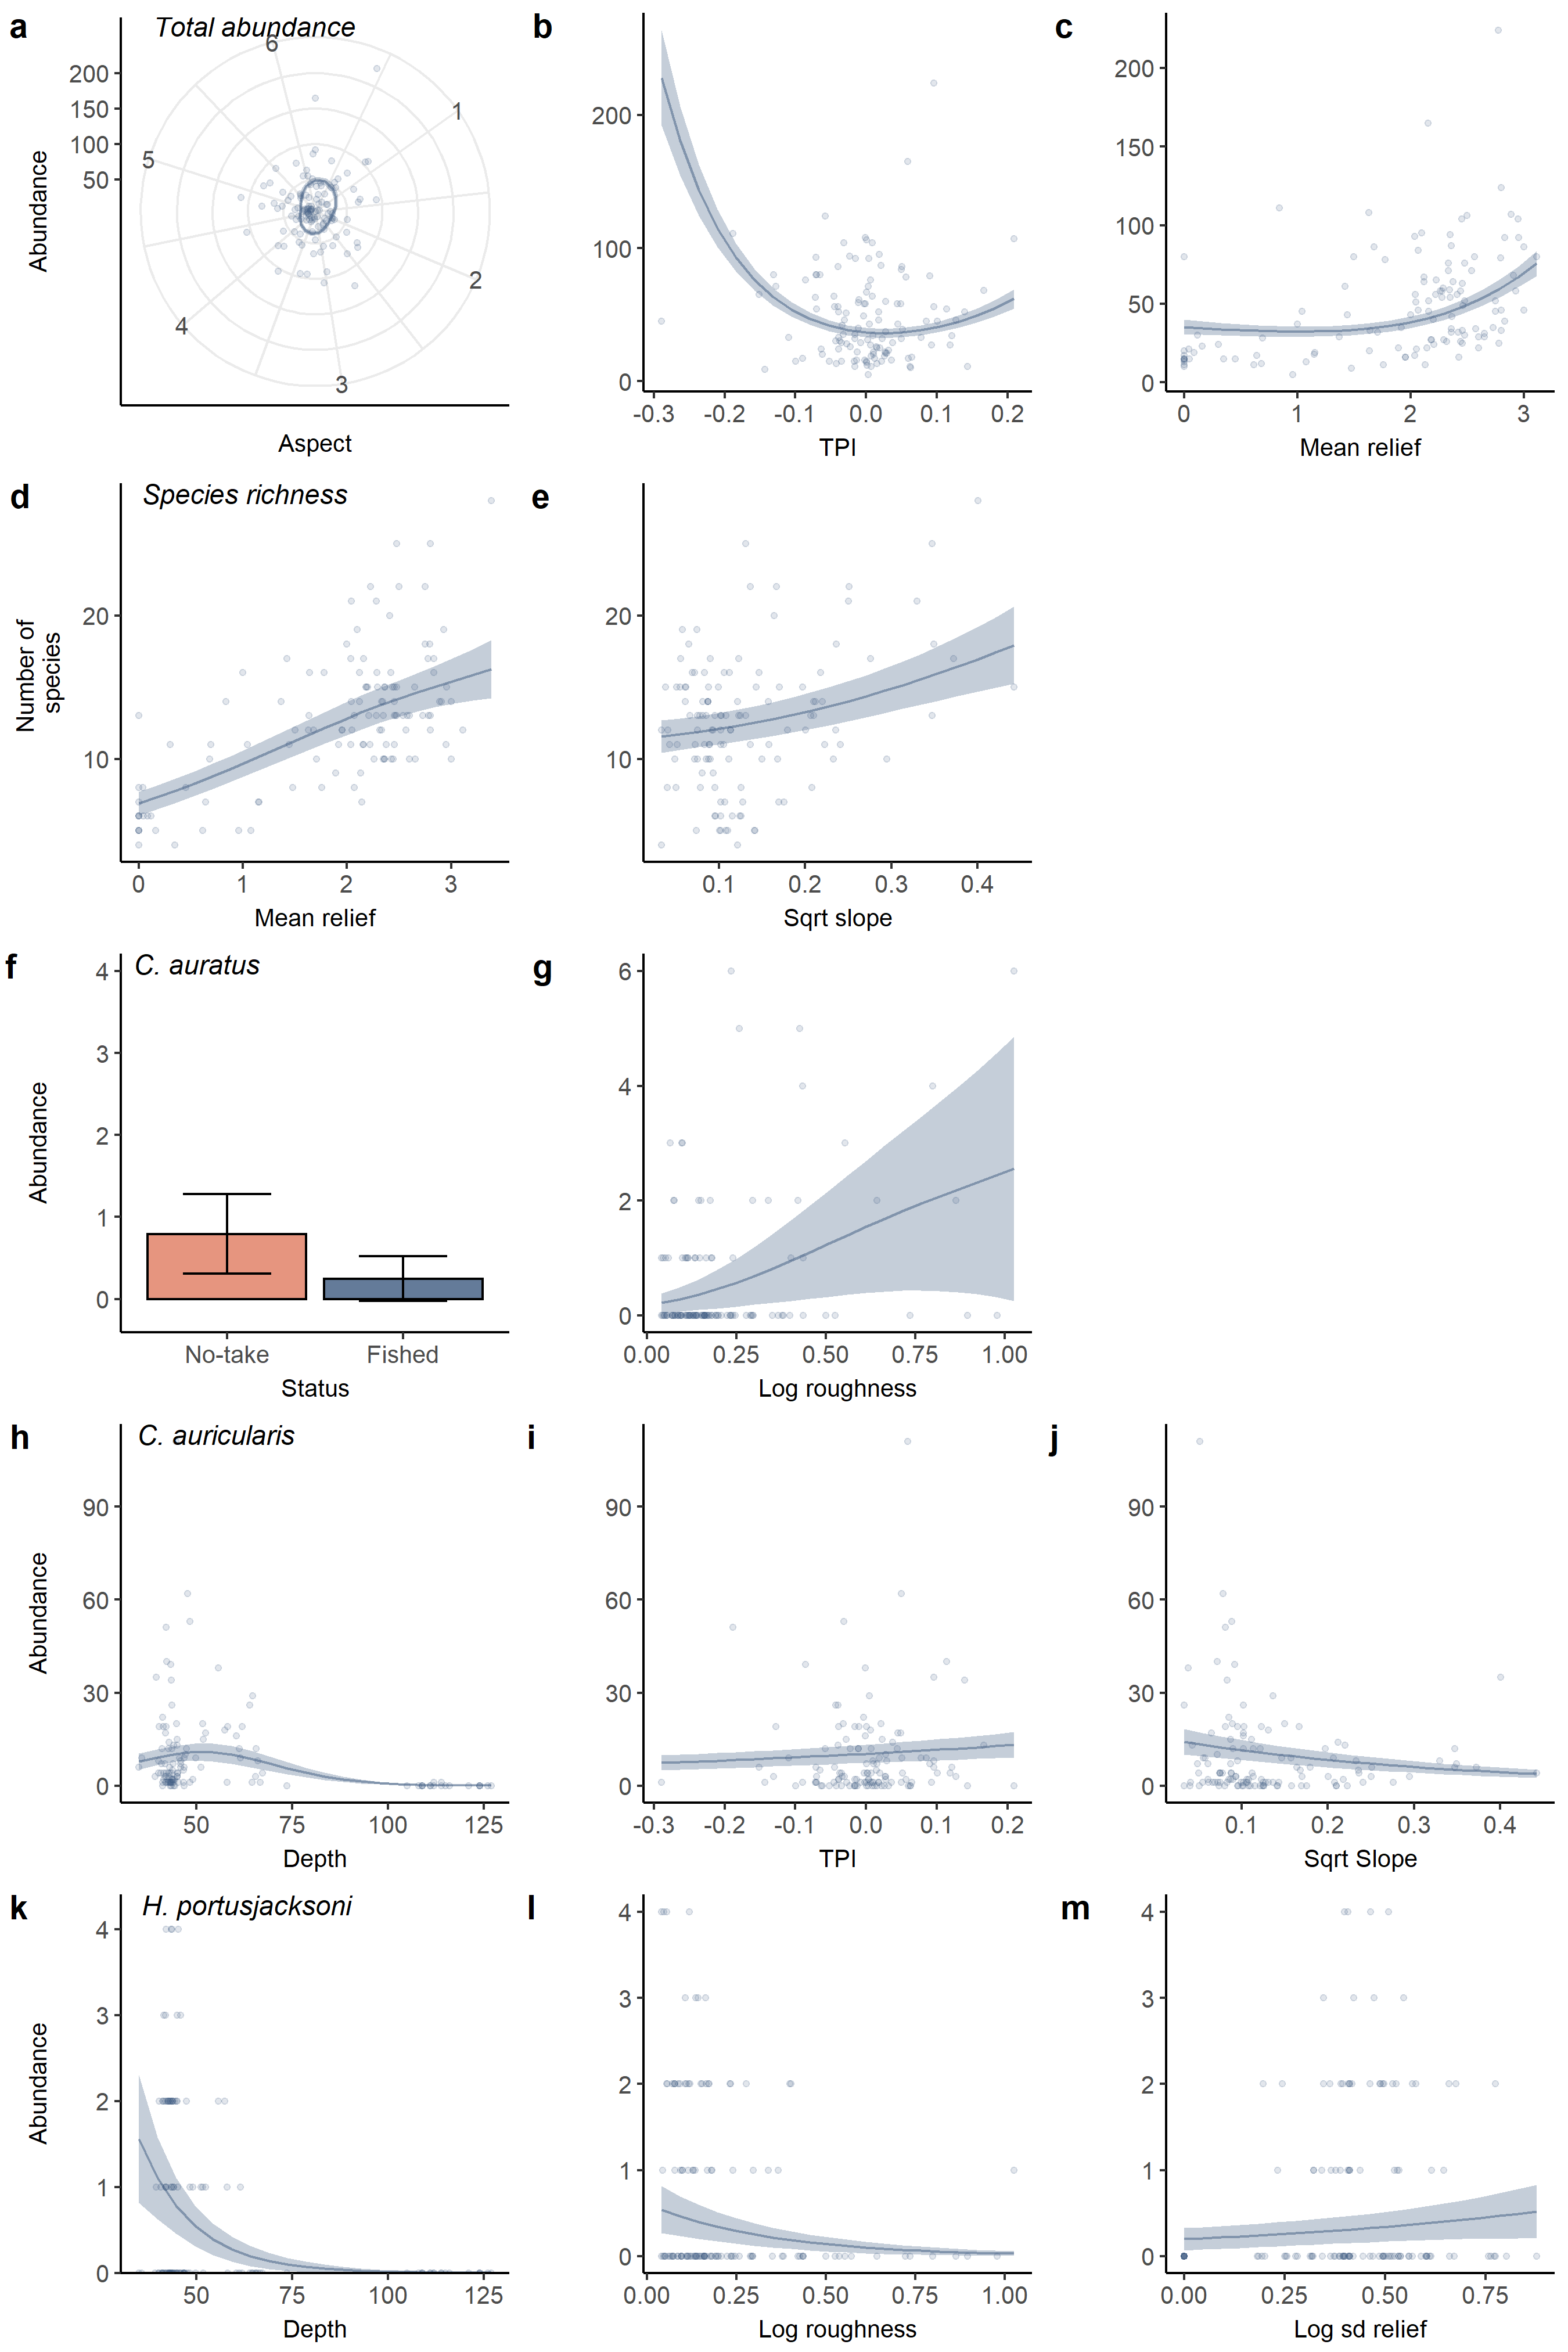 a
Total abundance
Abundance
200
150
100
50
6
1
5
2
4
3
Aspect
b
200
100
0
-0.3 -0.2 -0.1 0.0 0.1 0.2
TPI
c
200
150
100
50
0
0 1 2 3
Mean relief
d
Species richness
Number of
species
20
10
0 1 2 3
Mean relief
e
20
10
0.1 0.2 0.3 0.4
Sqrt slope
f
C. auratus
Abundance
4
3
2
1
0
No-take Fished
Status
g
6
4
2
0
0.00 0.25 0.50 0.75 1.00
Log roughness
h
C. auricularis
Abundance
90
60
30
0
50 75 100 125
Depth
i
90
60
30
0
-0.3 -0.2 -0.1 0.0 0.1 0.2
TPI
j
90
60
30
0
0.1 0.2 0.3 0.4
Sqrt Slope
k
H. portusjacksoni
Abundance
4
3
2
1
0
50 75 100 125
Depth
l
4
3
2
1
0
0.00 0.25 0.50 0.75 1.00
Log roughness
m
4
3
2
1
0
0.00 0.25 0.50 0.75
Log sd relief